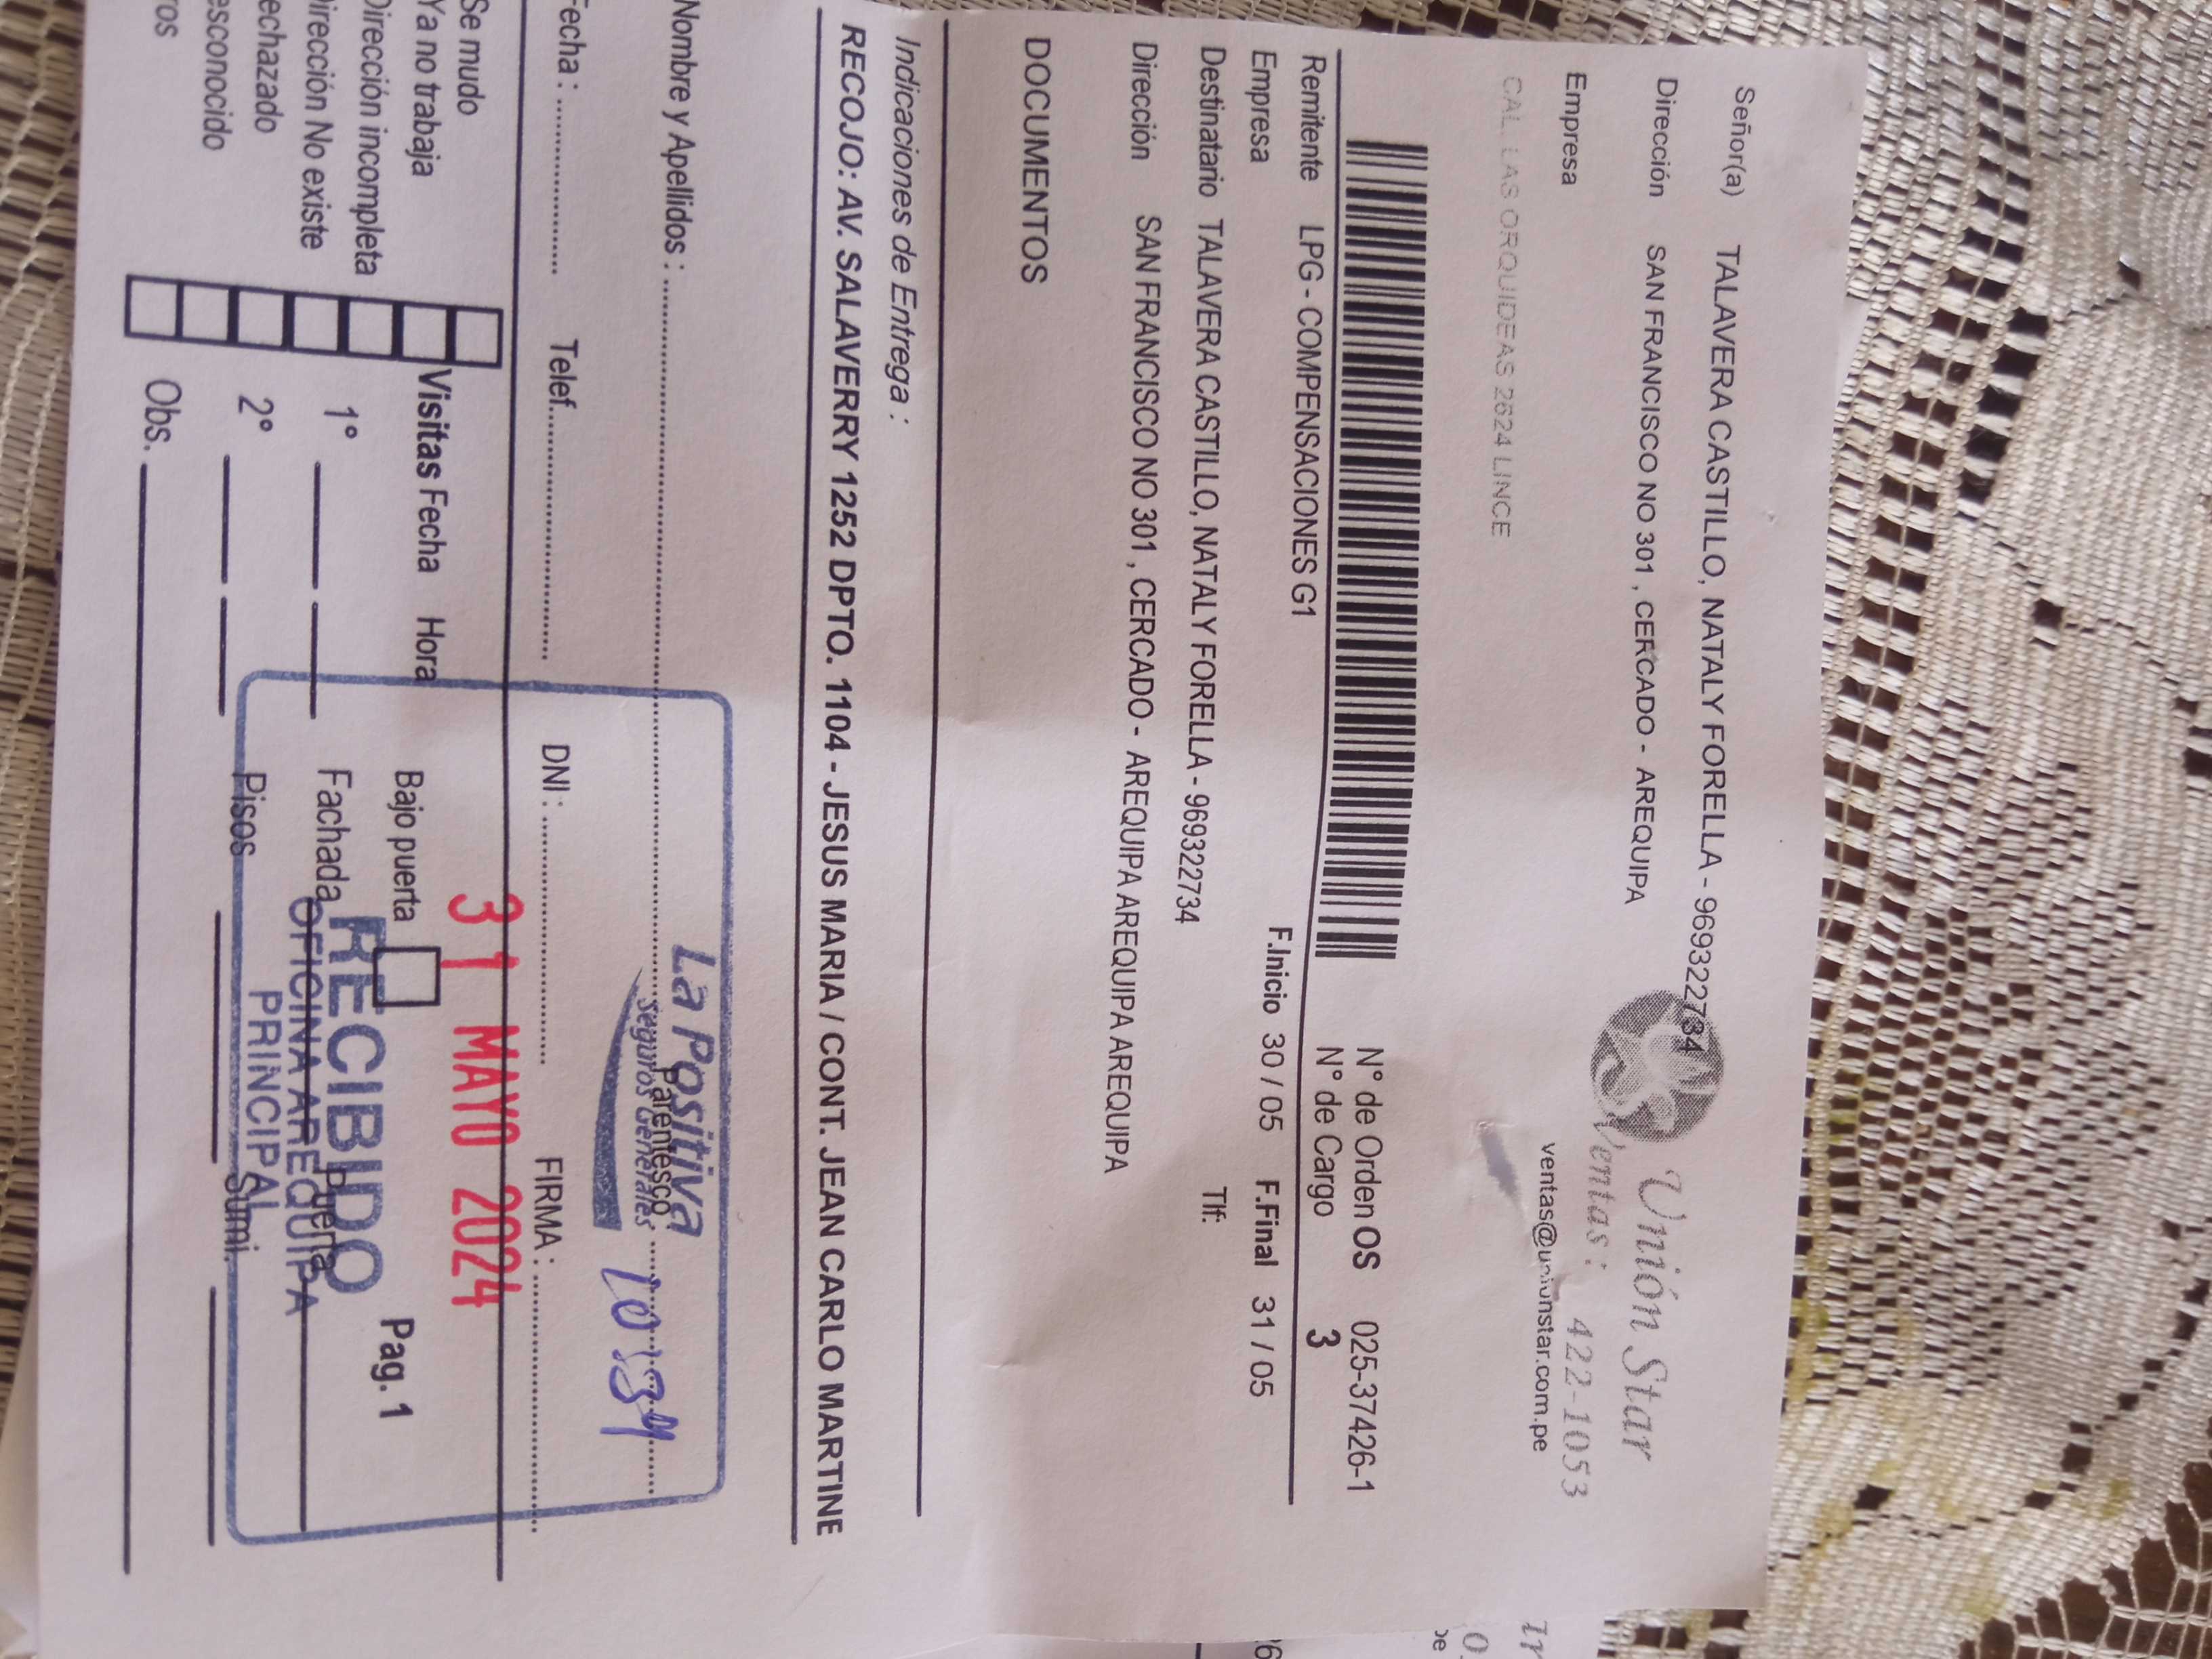 Señor(a) TALAVERA CASTILLO, NATALY FORELLA - 969322734
Dirección SAN FRANCISCO NO 301 , CERCADO - AREQUIPA
Empresa
CAL. LAS ORQUIDEAS 2624 LINCE
Unión Star
Ventas : 422-1053
ventas@unionstar.com.pe
N° de Orden OS 025-37426-1
N° de Cargo 3
Remitente LPG - COMPENSACIONES G1
Empresa
F.Inicio 30 / 05 F.Final 31 / 05
Destinatario TALAVERA CASTILLO, NATALY FORELLA - 969322734 Tlf:
Dirección SAN FRANCISCO NO 301 , CERCADO - AREQUIPA AREQUIPA AREQUIPA
DOCUMENTOS
Indicaciones de Entrega :
RECOJO: AV. SALAVERRY 1252 DPTO. 1104 - JESUS MARIA / CONT. JEAN CARLO MARTINE
Nombre y Apellidos : Parentesco
Fecha : Telef. DNI : FIRMA :
La Positiva
Seguros Generales
31 MAYO 2024
RECIBIDO
OFICINA AREQUIPA
PRINCIPAL
Se mudo
Ya no trabaja
Dirección incompleta
Dirección No existe
echazado
esconocido
ros
Visitas Fecha Hora
1°
2°
Obs.
Bajo puerta
Fachada Puerta
Pisos Sumi.
Pag. 1